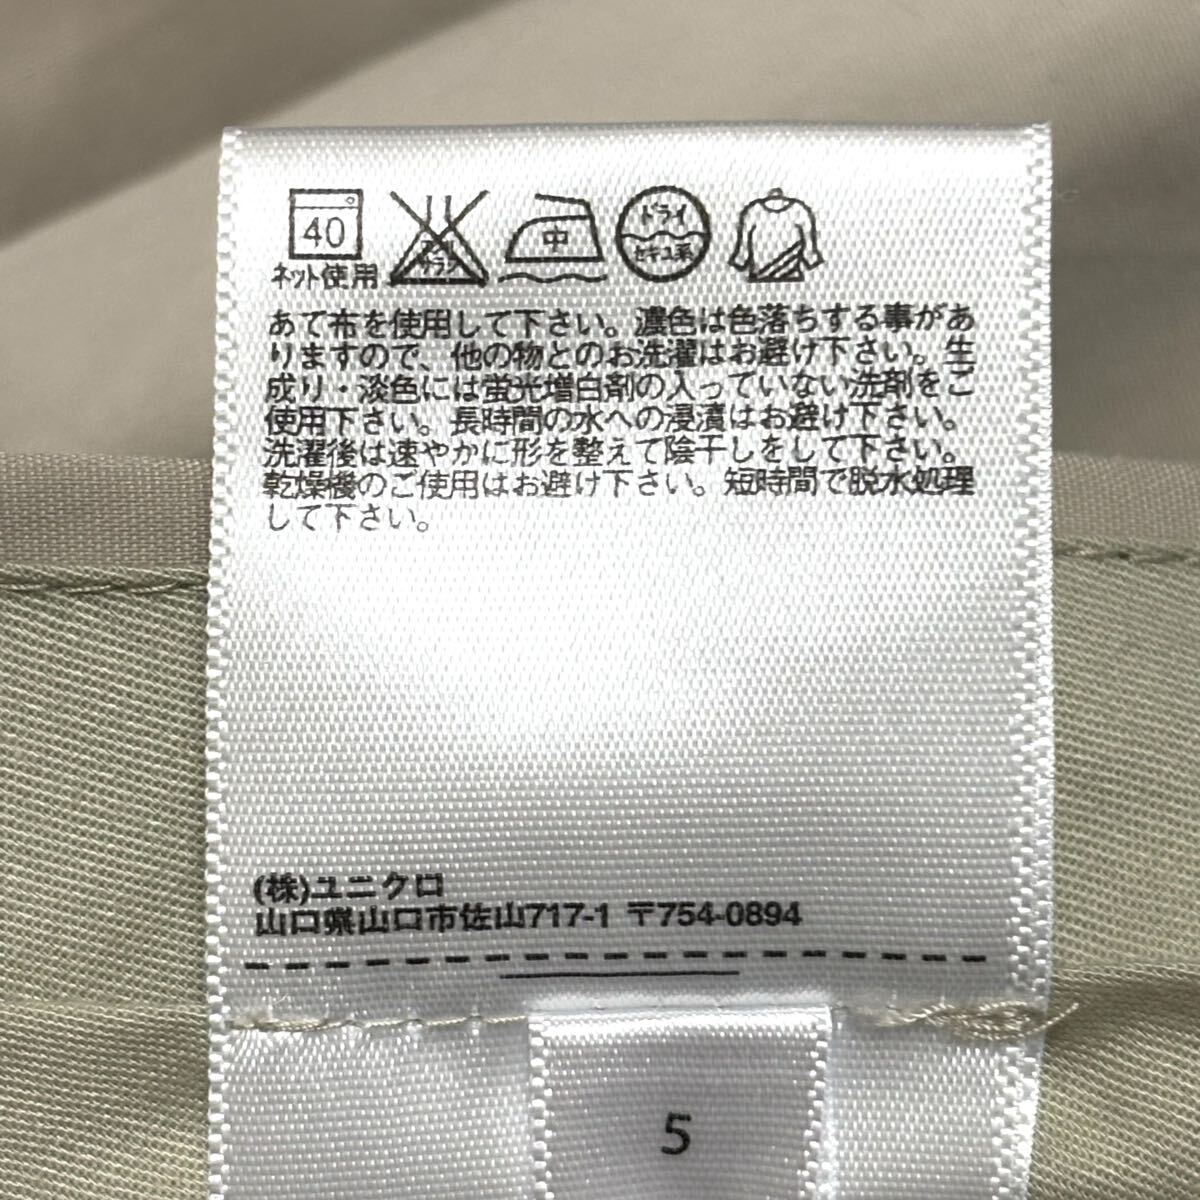 40 エンソ サラシ 中 ドライ セキユ系
ネット使用
あて布を使用して下さい。濃色は色落ちする事があ
りますので、他の物とのお洗濯はお避け下さい。生
成り・淡色には蛍光増白剤の入っていない洗剤をご
使用下さい。長時間の水への浸漬はお避け下さい。
洗濯後は速やかに形を整えて陰干しをして下さい。
乾燥機のご使用はお避け下さい。短時間で脱水処理
して下さい。
(株)ユニクロ
山口県山口市佐山717-1 〒754-0894
5